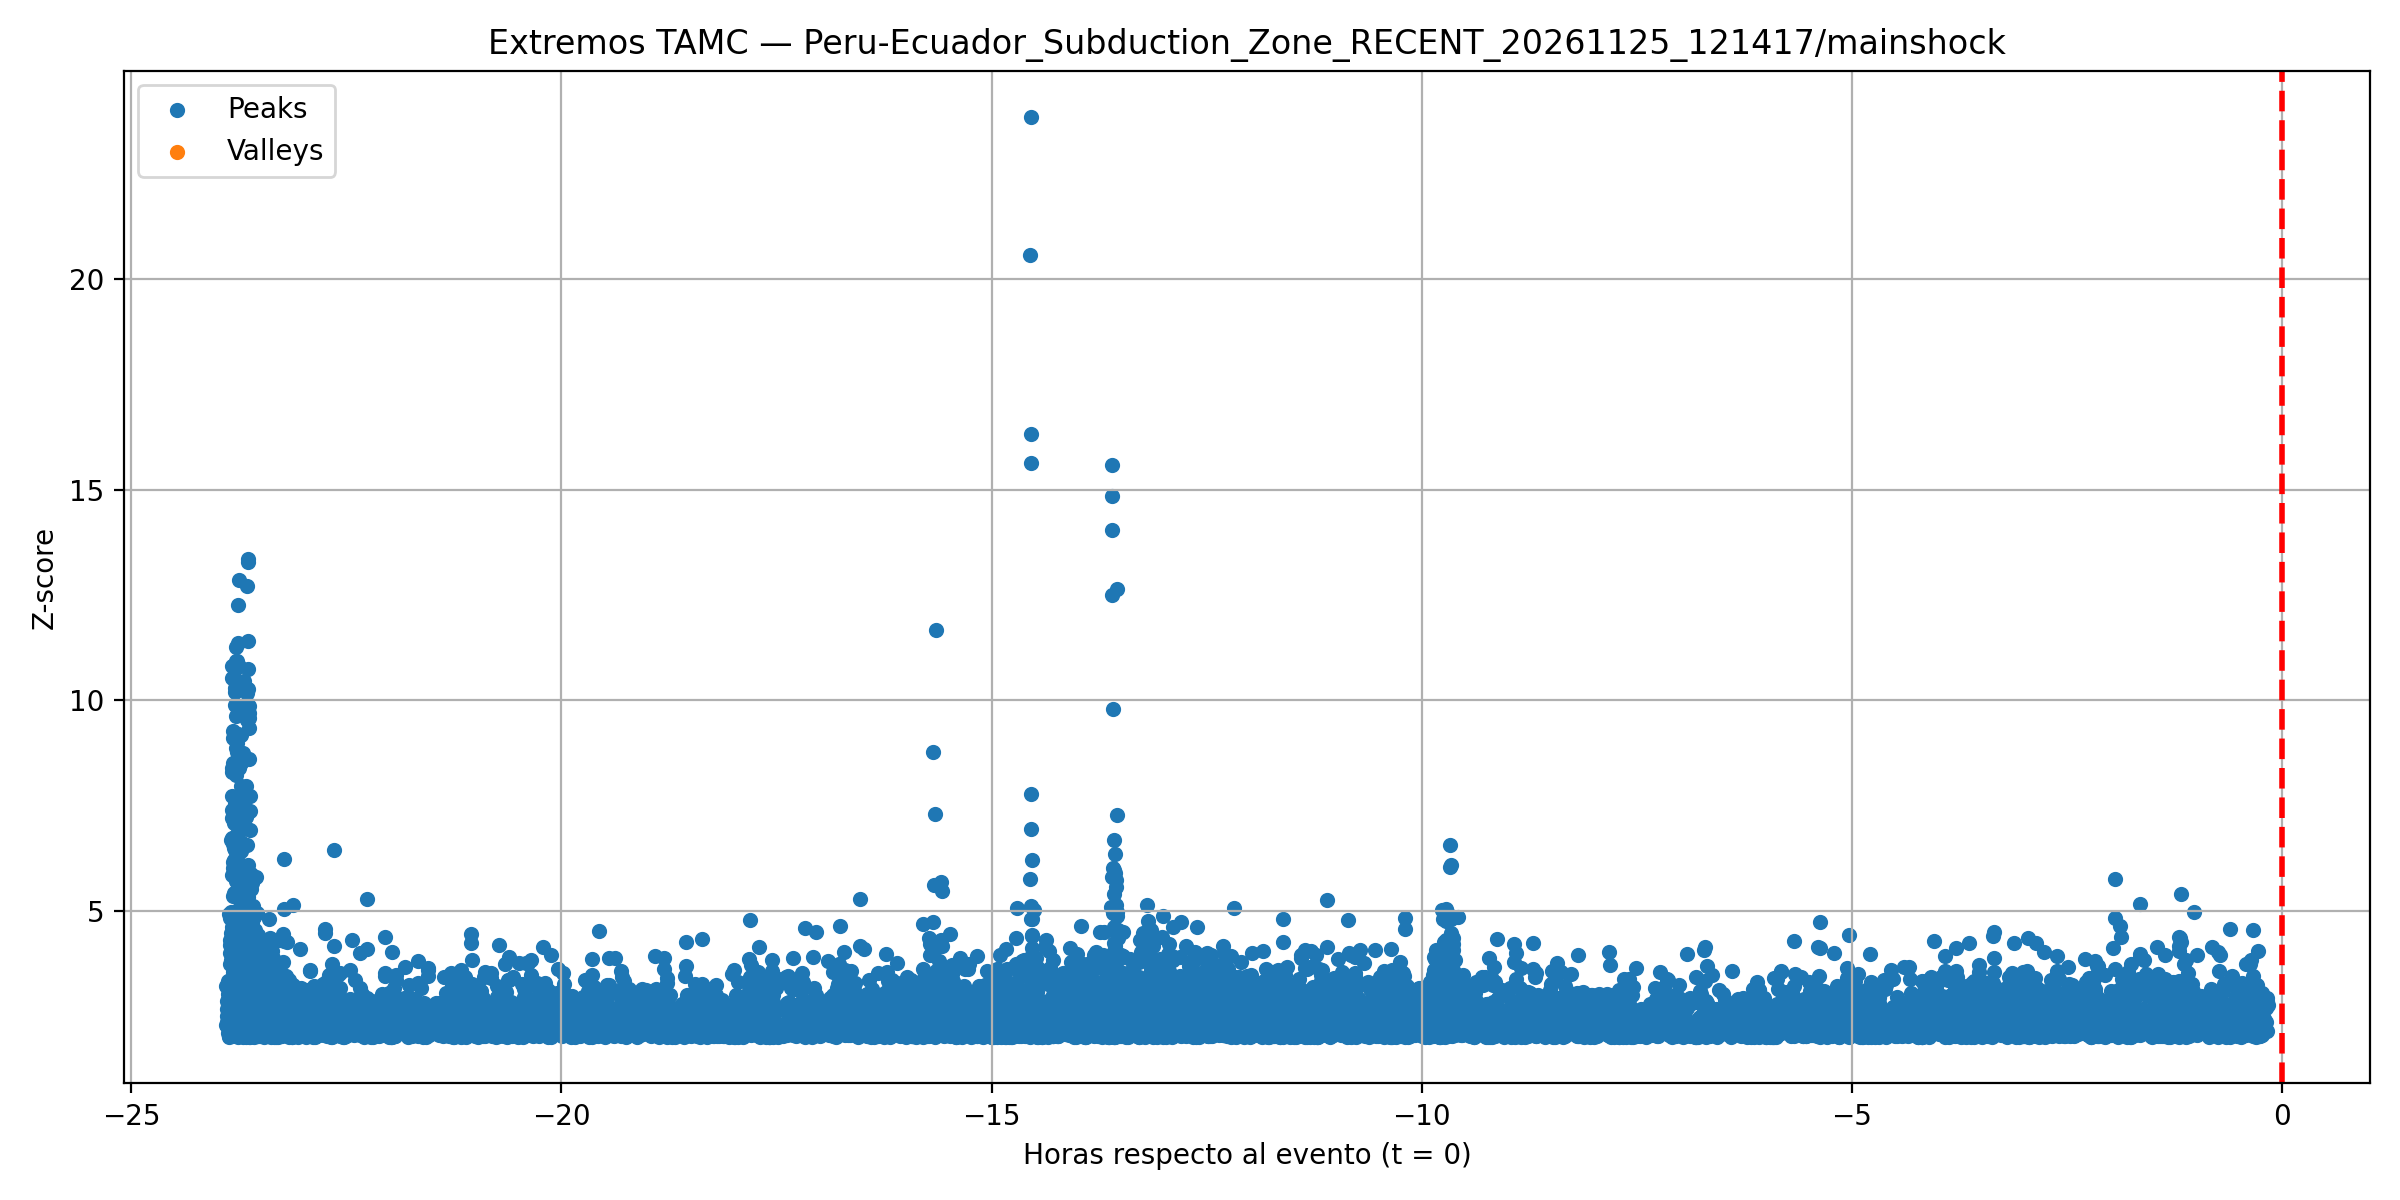 Extremos TAMC — Peru-Ecuador_Subduction_Zone_RECENT_20261125_121417/mainshock
Peaks
Valleys
Z-score
20
15
10
5
−25 −20 −15 −10 −5 0
Horas respecto al evento (t = 0)